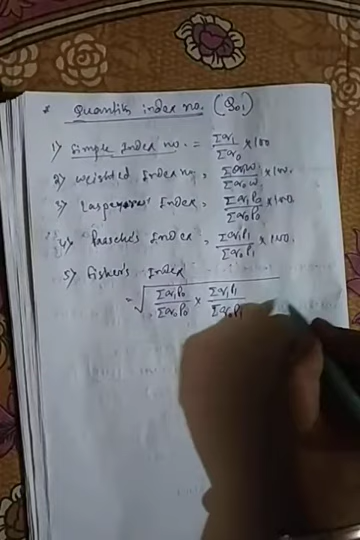 * Quantity index no. (Q01)
1) Simple Index no. = Σq1 / Σq0 × 100
2) Weighted Index no, = Σq1w / Σq0w × 100.
3) Laspeyres' Index, = Σq1P0 / Σq0P0 × 100.
4) Paasche's Index, = Σq1P1 / Σq0P1 × 100.
5) Fisher's Index
= √ Σq1P0 / Σq0P0 × Σq1P1 / Σq0P1